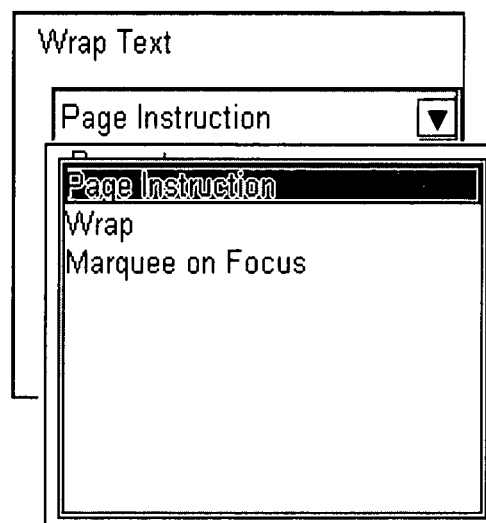 Wrap Text
Page Instruction
Page Instruction
Wrap
Marquee on Focus